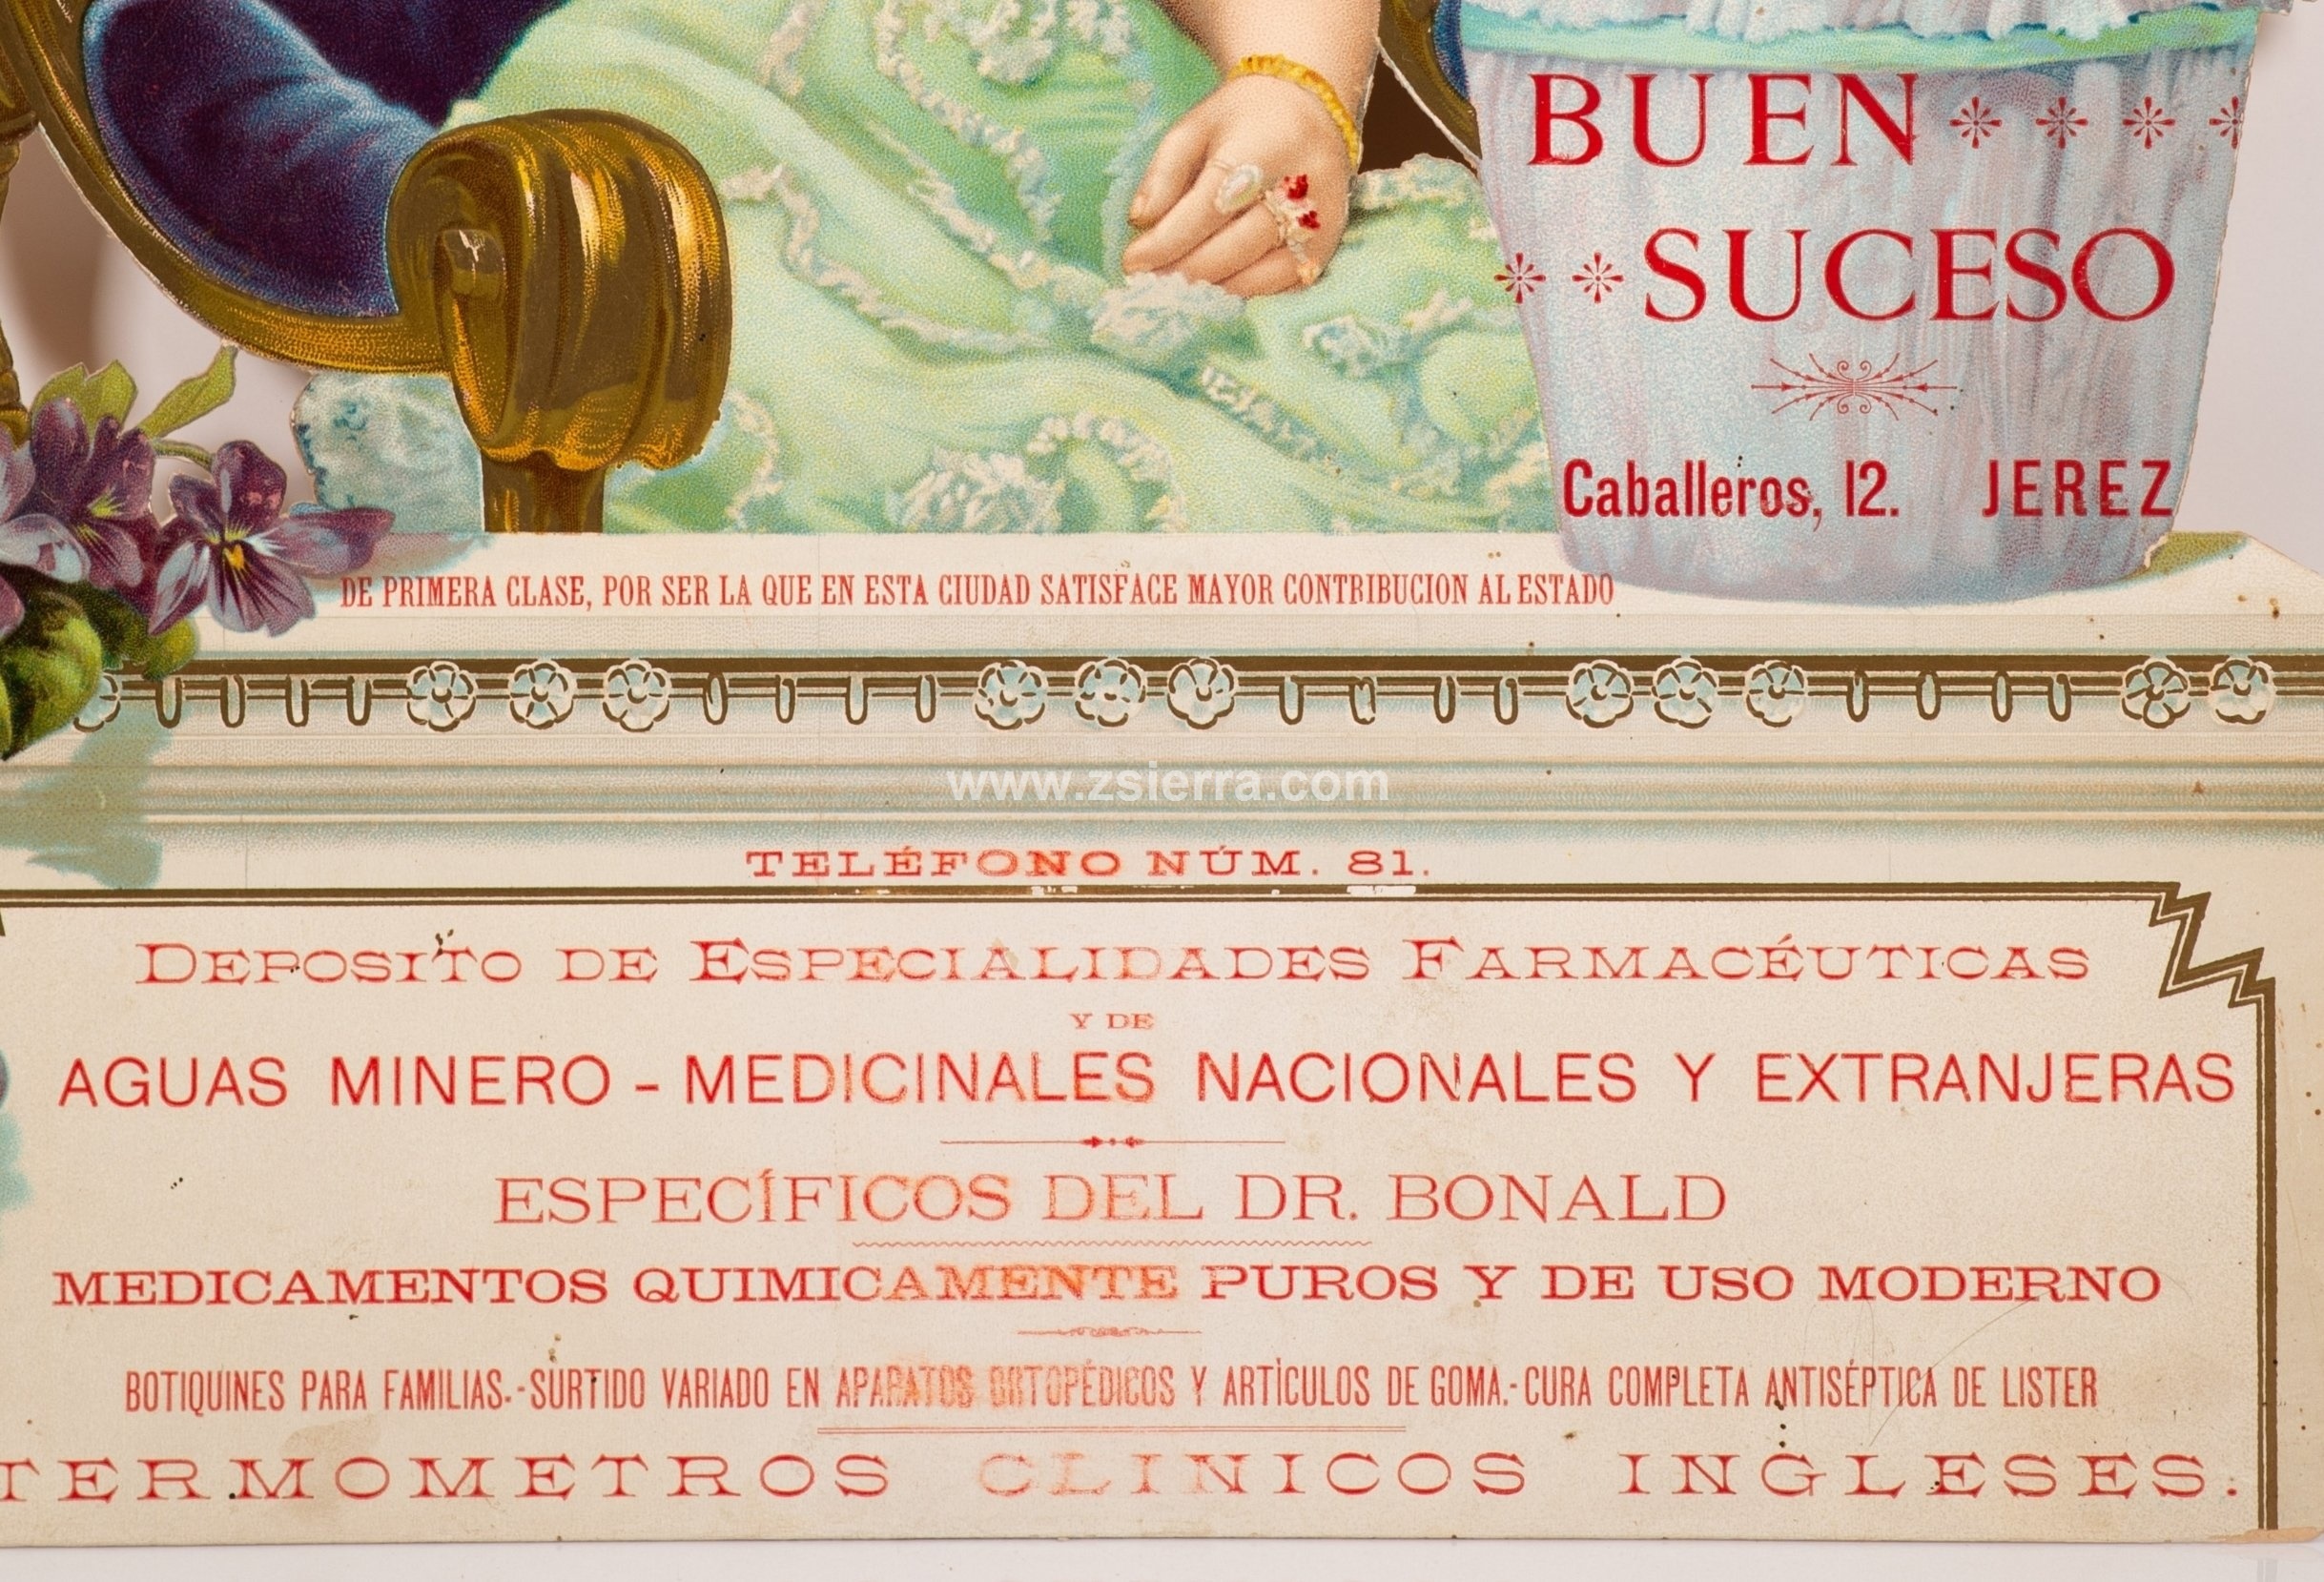 BUEN
SUCESO
Caballeros, 12. JEREZ
DE PRIMERA CLASE, POR SER LA QUE EN ESTA CIUDAD SATISFACE MAYOR CONTRIBUCION AL ESTADO
www.zsierra.com
TELÉFONO NÚM. 81.
DEPOSITO DE ESPECIALIDADES FARMACÉUTICAS
Y DE
AGUAS MINERO - MEDICINALES NACIONALES Y EXTRANJERAS
ESPECÍFICOS DEL DR. BONALD
MEDICAMENTOS QUIMICAMENTE PUROS Y DE USO MODERNO
BOTIQUINES PARA FAMILIAS.-SURTIDO VARIADO EN APARATOS ORTOPÉDICOS Y ARTÍCULOS DE GOMA.-CURA COMPLETA ANTISÉPTICA DE LISTER
TERMOMETROS CLINICOS INGLESES.